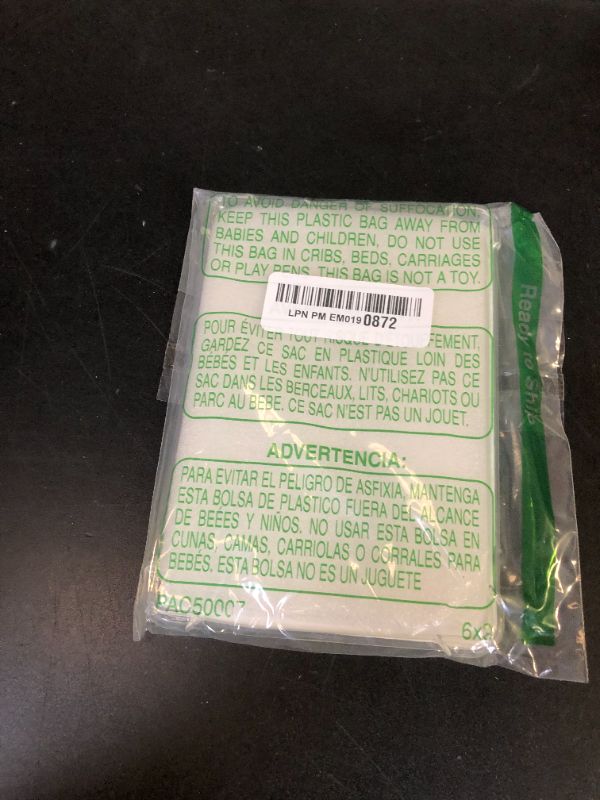 TO AVOID DANGER OF SUFFOCATION,
KEEP THIS PLASTIC BAG AWAY FROM
BABIES AND CHILDREN. DO NOT USE
THIS BAG IN CRIBS, BEDS, CARRIAGES
OR PLAY PENS. THIS BAG IS NOT A TOY.
LPN PM EM019 0872
POUR ÉVITER TOUT
GARDEZ CE SAC EN PLASTIQUE LOIN DES
BÉBÉS ET LES ENFANTS. N'UTILISEZ PAS CE
SAC DANS LES BERCEAUX, LITS, CHARIOTS OU
PARC AU BEBE. CE SAC N'EST PAS UN JOUET.
ADVERTENCIA:
PARA EVITAR EL PELIGRO DE ASFIXIA, MANTENGA
ESTA BOLSA DE PLASTICO FUERA DEL ALCANCE
DE BEÉES Y NIÑOS. NO USAR ESTA BOLSA EN
CUNAS, CAMAS, CARRIOLAS O CORRALES PARA
BEBÉS. ESTA BOLSA NO ES UN JUGUETE
PAC50007
6x9
Ready to Ship